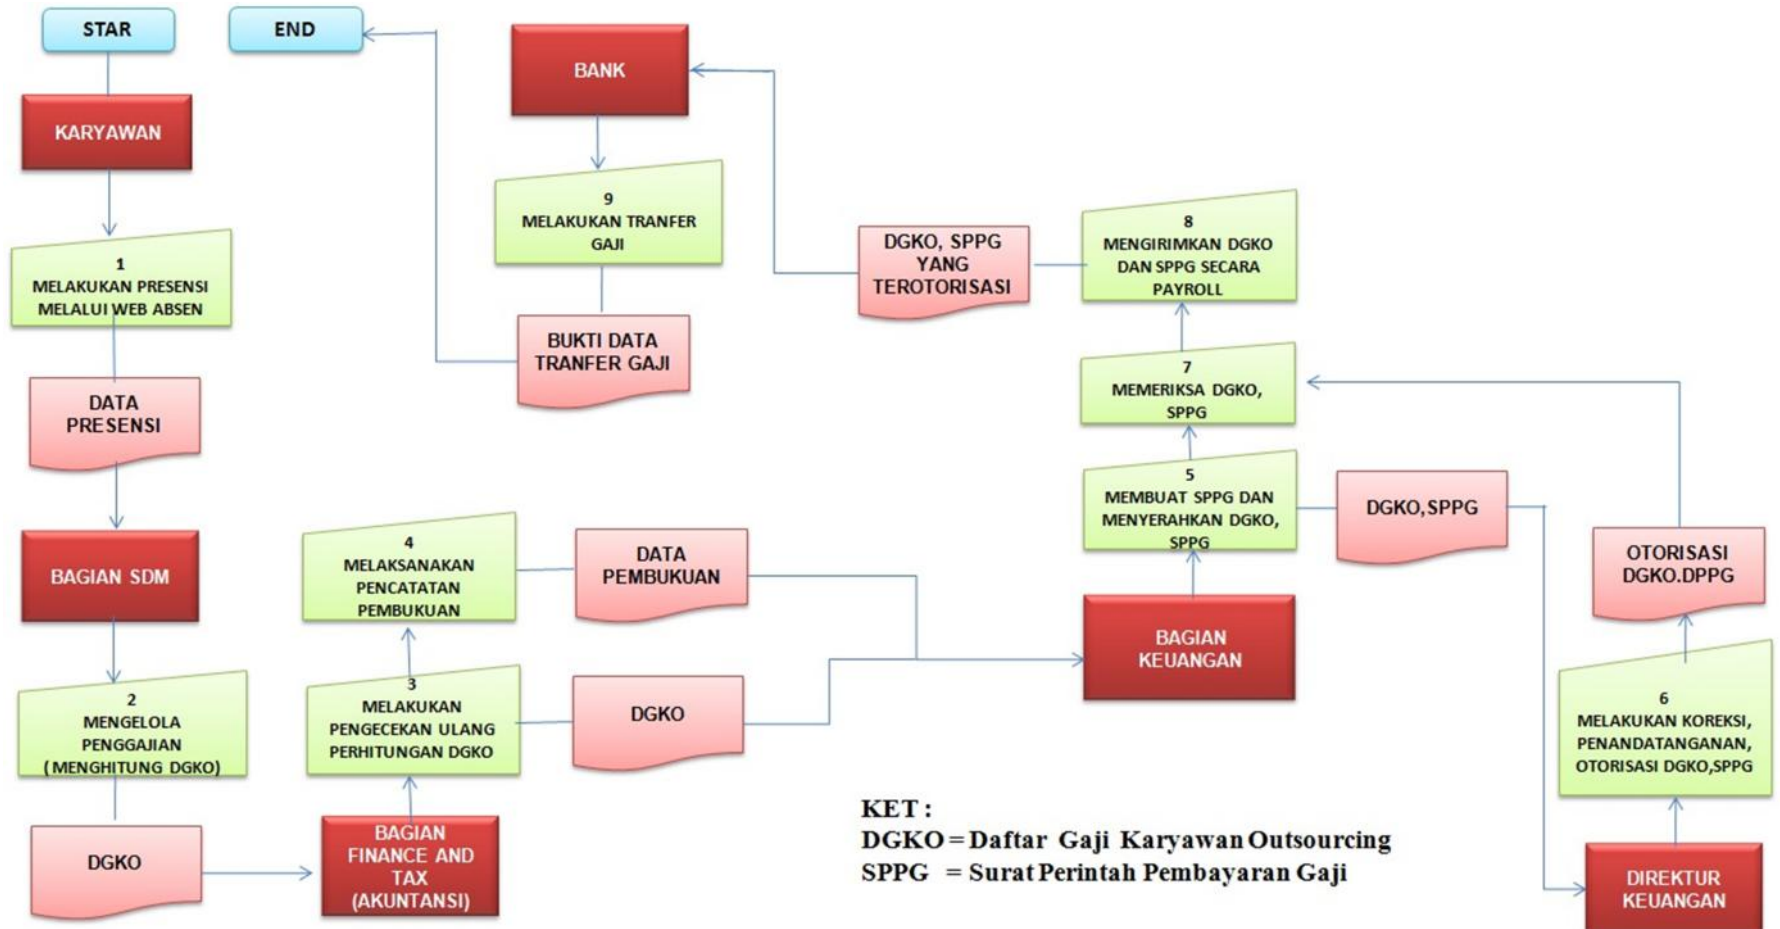 STAR
KARYAWAN
1
MELAKUKAN PRESENSI
MELALUI WEB ABSEN
DATA
PRESENSI
BAGIAN SDM
2
MENGELOLA
PENGGAJIAN
(MENGHITUNG DGKO)
DGKO
BAGIAN
FINANCE AND
TAX
(AKUNTANSI)
3
MELAKUKAN
PENGECEKAN ULANG
PERHITUNGAN DGKO
DGKO
4
MELAKSANAKAN
PENCATATAN
PEMBUKUAN
DATA
PEMBUKUAN
BAGIAN
KEUANGAN
5
MEMBUAT SPPG DAN
MENYERAHKAN DGKO,
SPPG
DGKO,SPPG
DIREKTUR
KEUANGAN
6
MELAKUKAN KOREKSI,
PENANDATANGANAN,
OTORISASI DGKO,SPPG
OTORISASI
DGKO.DPPG
7
MEMERIKSA DGKO,
SPPG
8
MENGIRIMKAN DGKO
DAN SPPG SECARA
PAYROLL
DGKO, SPPG
YANG
TEROTORISASI
BANK
9
MELAKUKAN TRANFER
GAJI
BUKTI DATA
TRANFER GAJI
END
KET :
DGKO = Daftar Gaji Karyawan Outsourcing
SPPG = Surat Perintah Pembayaran Gaji